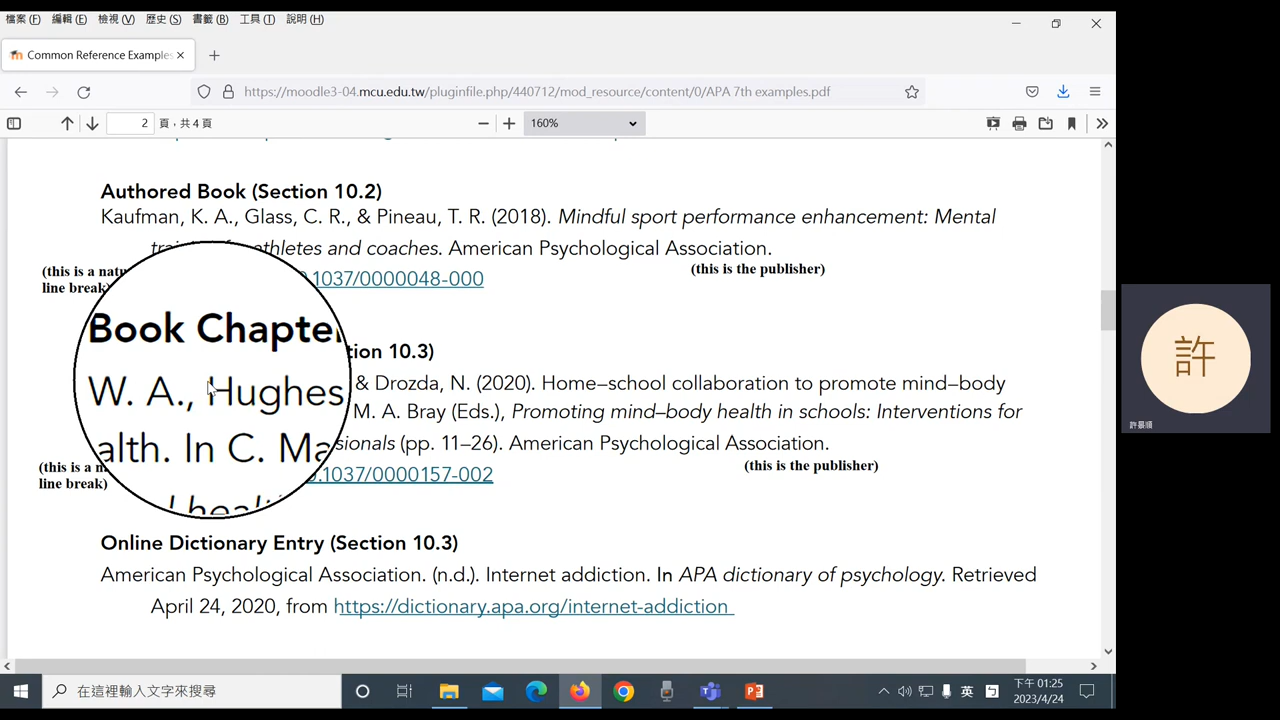 檔案 (F) 編輯 (E) 檢視 (V) 歷史 (S) 書籤 (B) 工具 (T) 說明 (H)
Common Reference Examples
https://moodle3-04.mcu.edu.tw/pluginfile.php/440712/mod_resource/content/0/APA 7th examples.pdf
2 頁，共 4 頁 160%
Authored Book (Section 10.2)
Kaufman, K. A., Glass, C. R., & Pineau, T. R. (2018). Mindful sport performance enhancement: Mental
athletes and coaches. American Psychological Association.
(this is a
line break)
.1037/0000048-000
(this is the publisher)
Book Chapter
tion 10.3)
W. A., Hughes
& Drozda, N. (2020). Home–school collaboration to promote mind–body
alth. In C. Ma
M. A. Bray (Eds.), Promoting mind–body health in schools: Interventions for
sionals (pp. 11–26). American Psychological Association.
(this is a
line break)
.1037/0000157-002
(this is the publisher)
Online Dictionary Entry (Section 10.3)
American Psychological Association. (n.d.). Internet addiction. In APA dictionary of psychology. Retrieved
April 24, 2020, from https://dictionary.apa.org/internet-addiction
許
許景順
在這裡輸入文字來搜尋
英
下午 01:25
2023/4/24